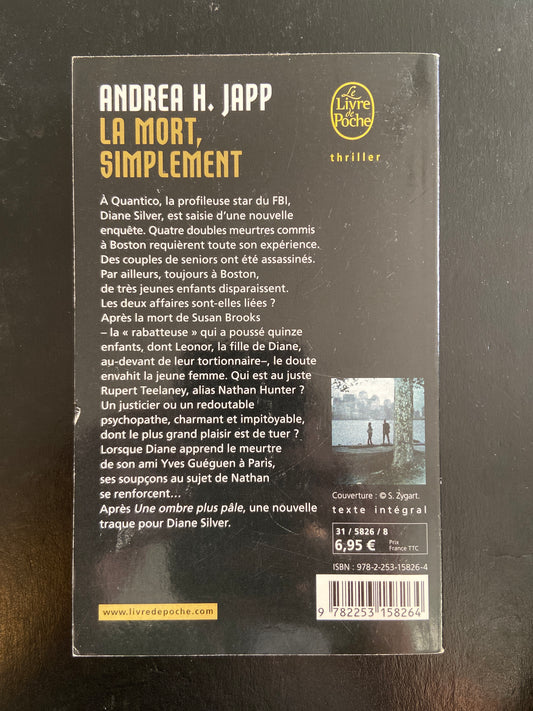 ANDREA H. JAPP
LA MORT,
SIMPLEMENT
Le
Livre
de
Poche
thriller
À Quantico, la profileuse star du FBI,
Diane Silver, est saisie d'une nouvelle
enquête. Quatre doubles meurtres commis
à Boston requièrent toute son expérience.
Des couples de seniors ont été assassinés.
Par ailleurs, toujours à Boston,
de très jeunes enfants disparaissent.
Les deux affaires sont-elles liées ?
Après la mort de Susan Brooks
– la « rabatteuse » qui a poussé quinze
enfants, dont Leonor, la fille de Diane,
au-devant de leur tortionnaire–, le doute
envahit la jeune femme. Qui est au juste
Rupert Teelaney, alias Nathan Hunter ?
Un justicier ou un redoutable
psychopathe, charmant et impitoyable,
dont le plus grand plaisir est de tuer ?
Lorsque Diane apprend le meurtre
de son ami Yves Guéguen à Paris,
ses soupçons au sujet de Nathan
se renforcent…
Après Une ombre plus pâle, une nouvelle
traque pour Diane Silver.
Couverture : © S. Zygart.
texte intégral
31 / 5826 / 8
6,95 € Prix
France TTC
ISBN : 978-2-253-15826-4
9 782253 158264
www.livredepoche.com